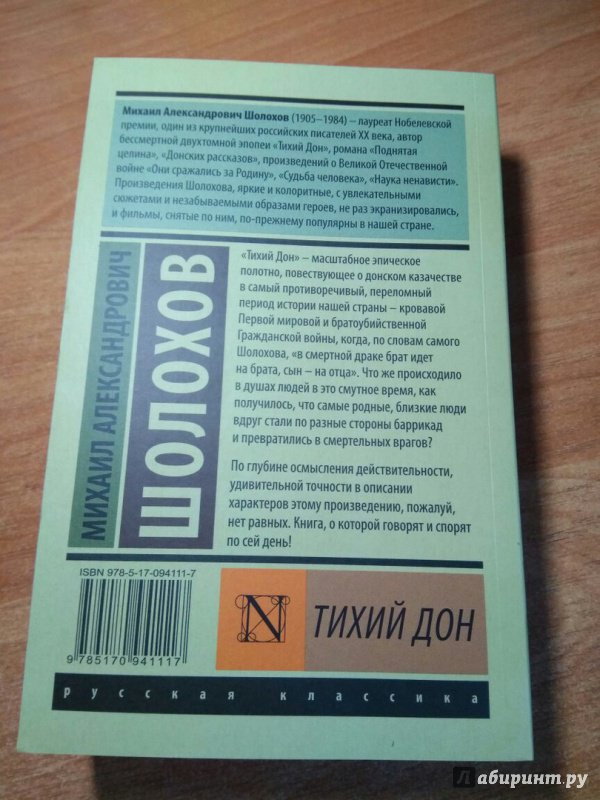 Михаил Александрович Шолохов (1905–1984) – лауреат Нобелевской
премии, один из крупнейших российских писателей XX века, автор
бессмертной двухтомной эпопеи «Тихий Дон», романа «Поднятая
целина», «Донских рассказов», произведений о Великой Отечественной
войне «Они сражались за Родину», «Судьба человека», «Наука ненависти».
Произведения Шолохова, яркие и колоритные, с увлекательными
сюжетами и незабываемыми образами героев, не раз экранизировались,
и фильмы, снятые по ним, по-прежнему популярны в нашей стране.
МИХАИЛ АЛЕКСАНДРОВИЧ
ШОЛОХОВ
«Тихий Дон» – масштабное эпическое
полотно, повествующее о донском казачестве
в самый противоречивый, переломный
период истории нашей страны – кровавой
Первой мировой и братоубийственной
Гражданской войны, когда, по словам самого
Шолохова, «в смертной драке брат идет
на брата, сын – на отца». Что же происходило
в душах людей в это смутное время, как
получилось, что самые родные, близкие люди
вдруг стали по разные стороны баррикад
и превратились в смертельных врагов?
По глубине осмысления действительности,
удивительной точности в описании
характеров этому произведению, пожалуй,
нет равных. Книга, о которой говорят и спорят
по сей день!
ISBN 978-5-17-094111-7
9 785170 941117
N
ТИХИЙ ДОН
русская классика
Лабиринт.ру